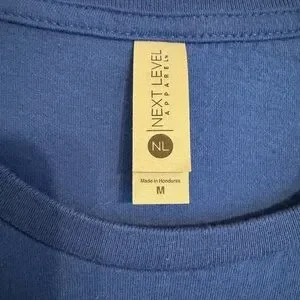 NEXT LEVEL
APPAREL
NL
Made in Honduras
M